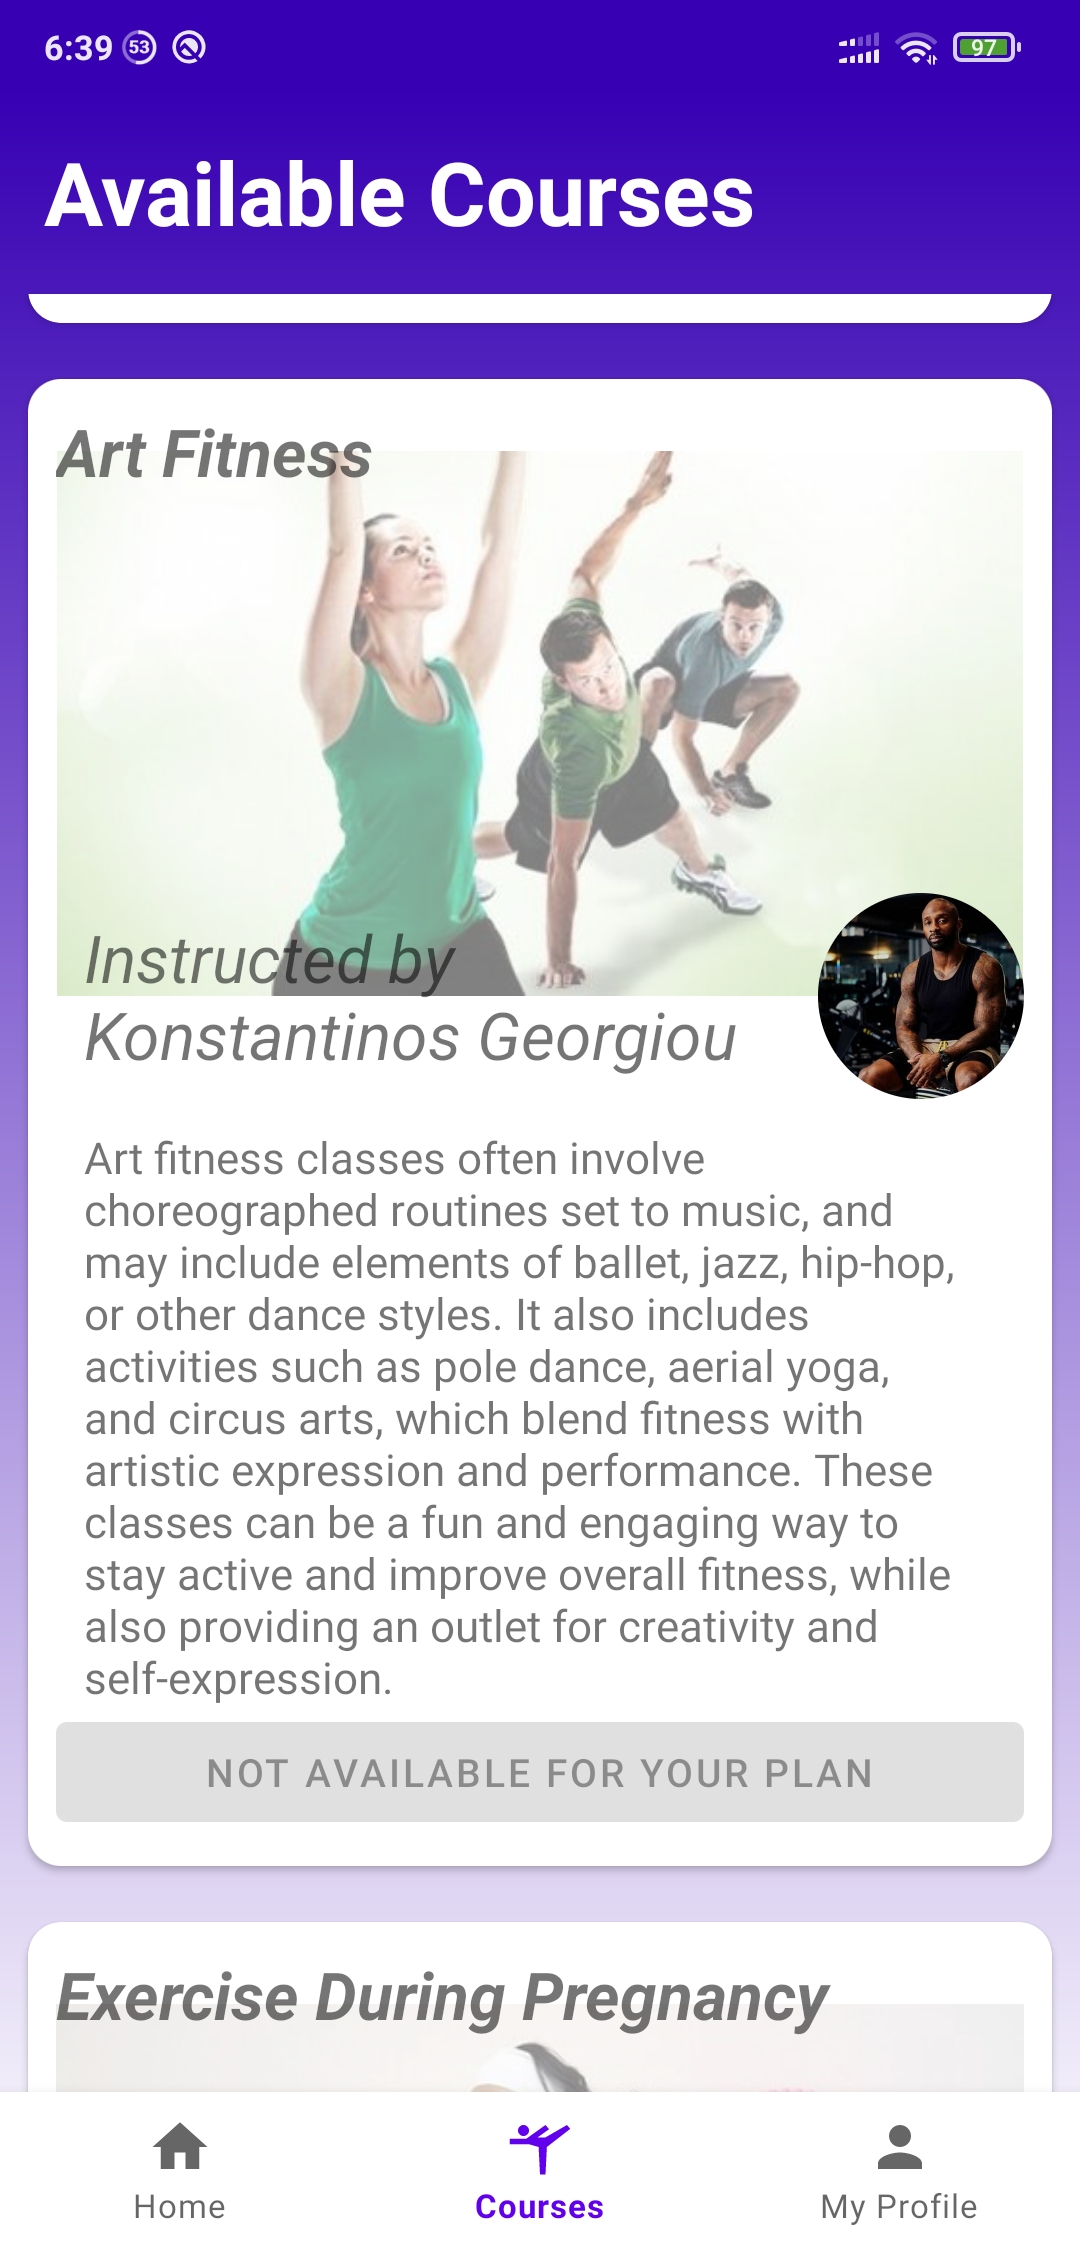 6:39 53 97
Available Courses
Art Fitness
Instructed by
Konstantinos Georgiou
Art fitness classes often involve
choreographed routines set to music, and
may include elements of ballet, jazz, hip-hop,
or other dance styles. It also includes
activities such as pole dance, aerial yoga,
and circus arts, which blend fitness with
artistic expression and performance. These
classes can be a fun and engaging way to
stay active and improve overall fitness, while
also providing an outlet for creativity and
self-expression.
NOT AVAILABLE FOR YOUR PLAN
Exercise During Pregnancy
Home Courses My Profile